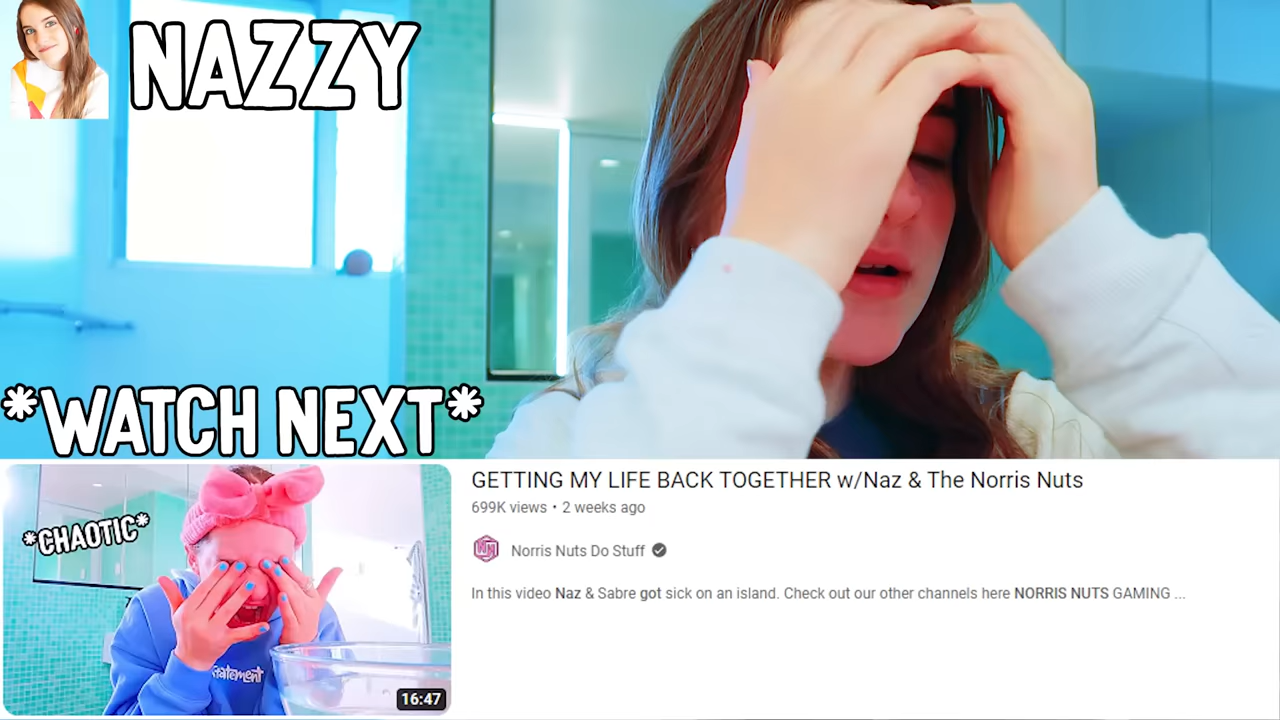 NAZZY
*WATCH NEXT*
*CHAOTIC*
statement
16:47
GETTING MY LIFE BACK TOGETHER w/Naz & The Norris Nuts
699K views • 2 weeks ago
Norris Nuts Do Stuff
In this video Naz & Sabre got sick on an island. Check out our other channels here NORRIS NUTS GAMING ...